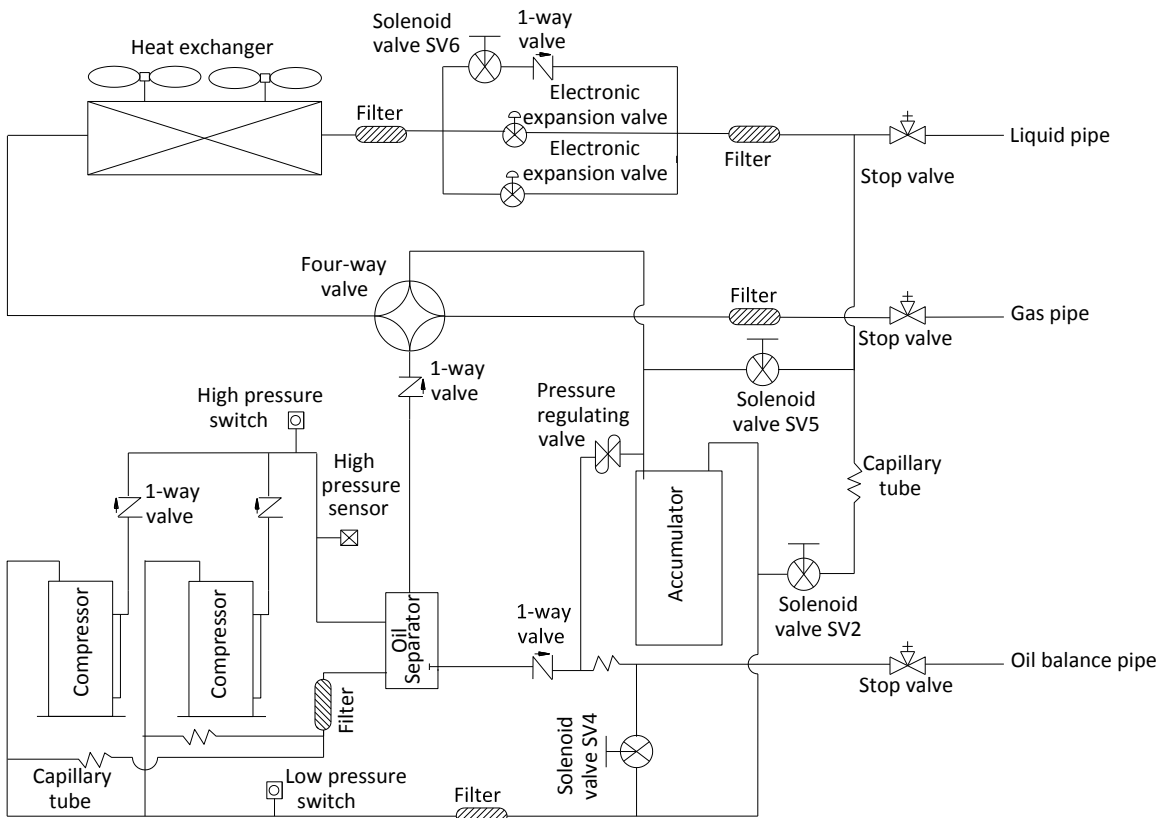 Solenoid
valve SV6
1-way
valve
Heat exchanger
Filter
Electronic
expansion valve
Electronic
expansion valve
Filter
Liquid pipe
Stop valve
Four-way
valve
Filter
Gas pipe
Stop valve
1-way
valve
High pressure
switch
Pressure
regulating
valve
Solenoid
valve SV5
High
pressure
sensor
1-way
valve
Capillary
tube
Accumulator
Compressor
Compressor
Oil
Separator
1-way
valve
Solenoid
valve SV2
Oil balance pipe
Stop valve
Filter
Solenoid
valve SV4
Capillary
tube
Low pressure
switch
Filter